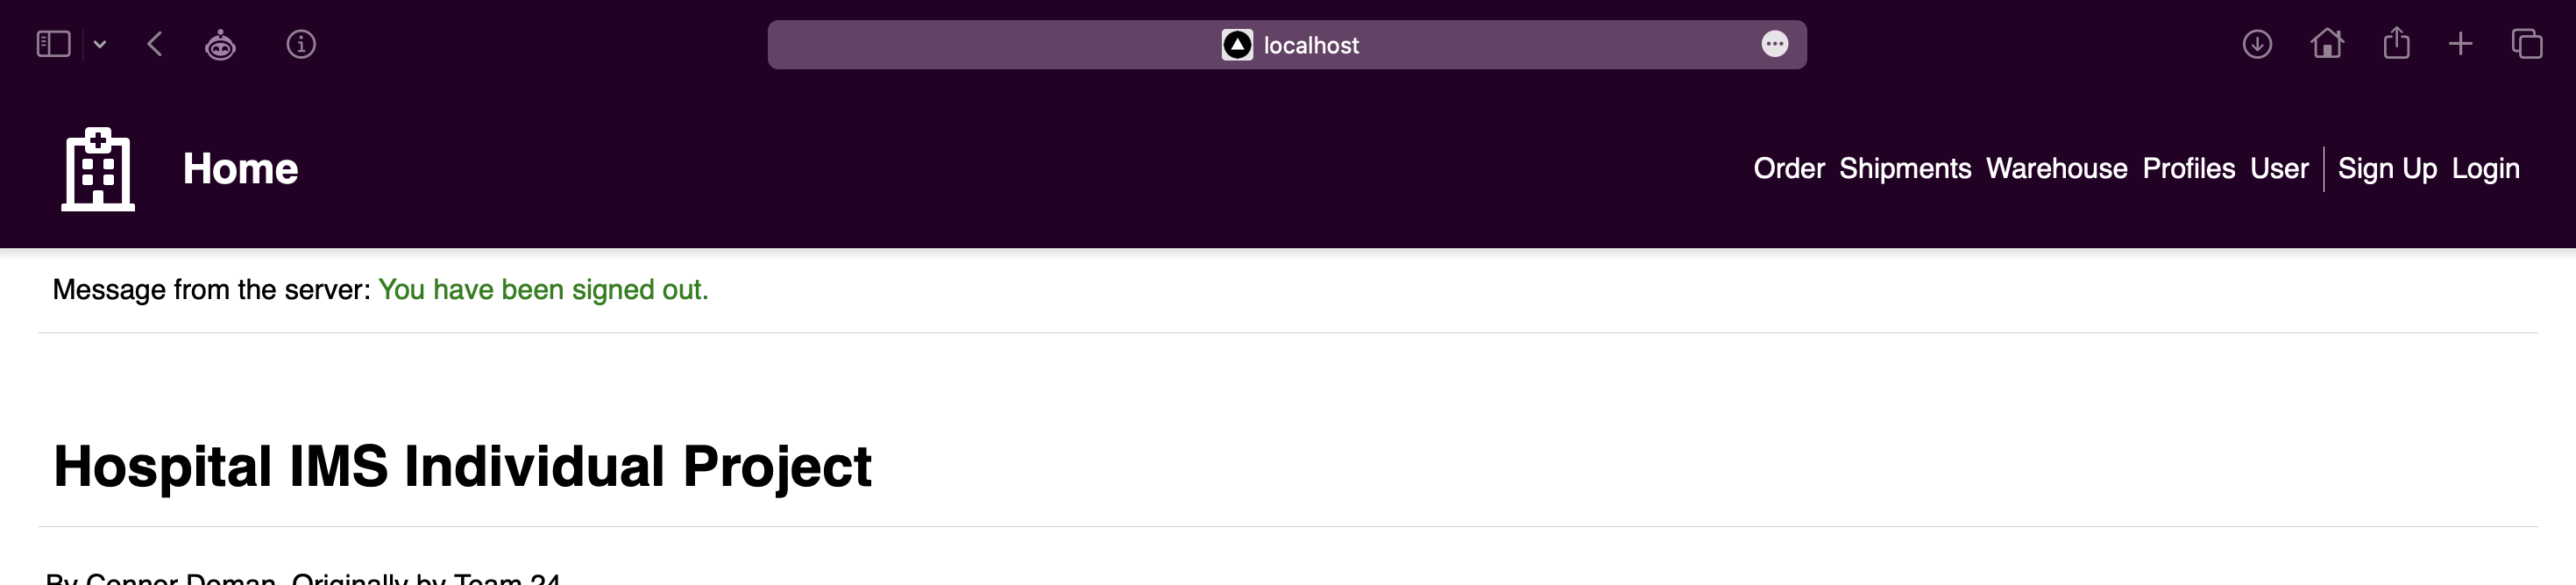 localhost
Home
Order Shipments Warehouse Profiles User Sign Up Login
Message from the server: You have been signed out.
Hospital IMS Individual Project
By Connor Doman, Originally by Team 24